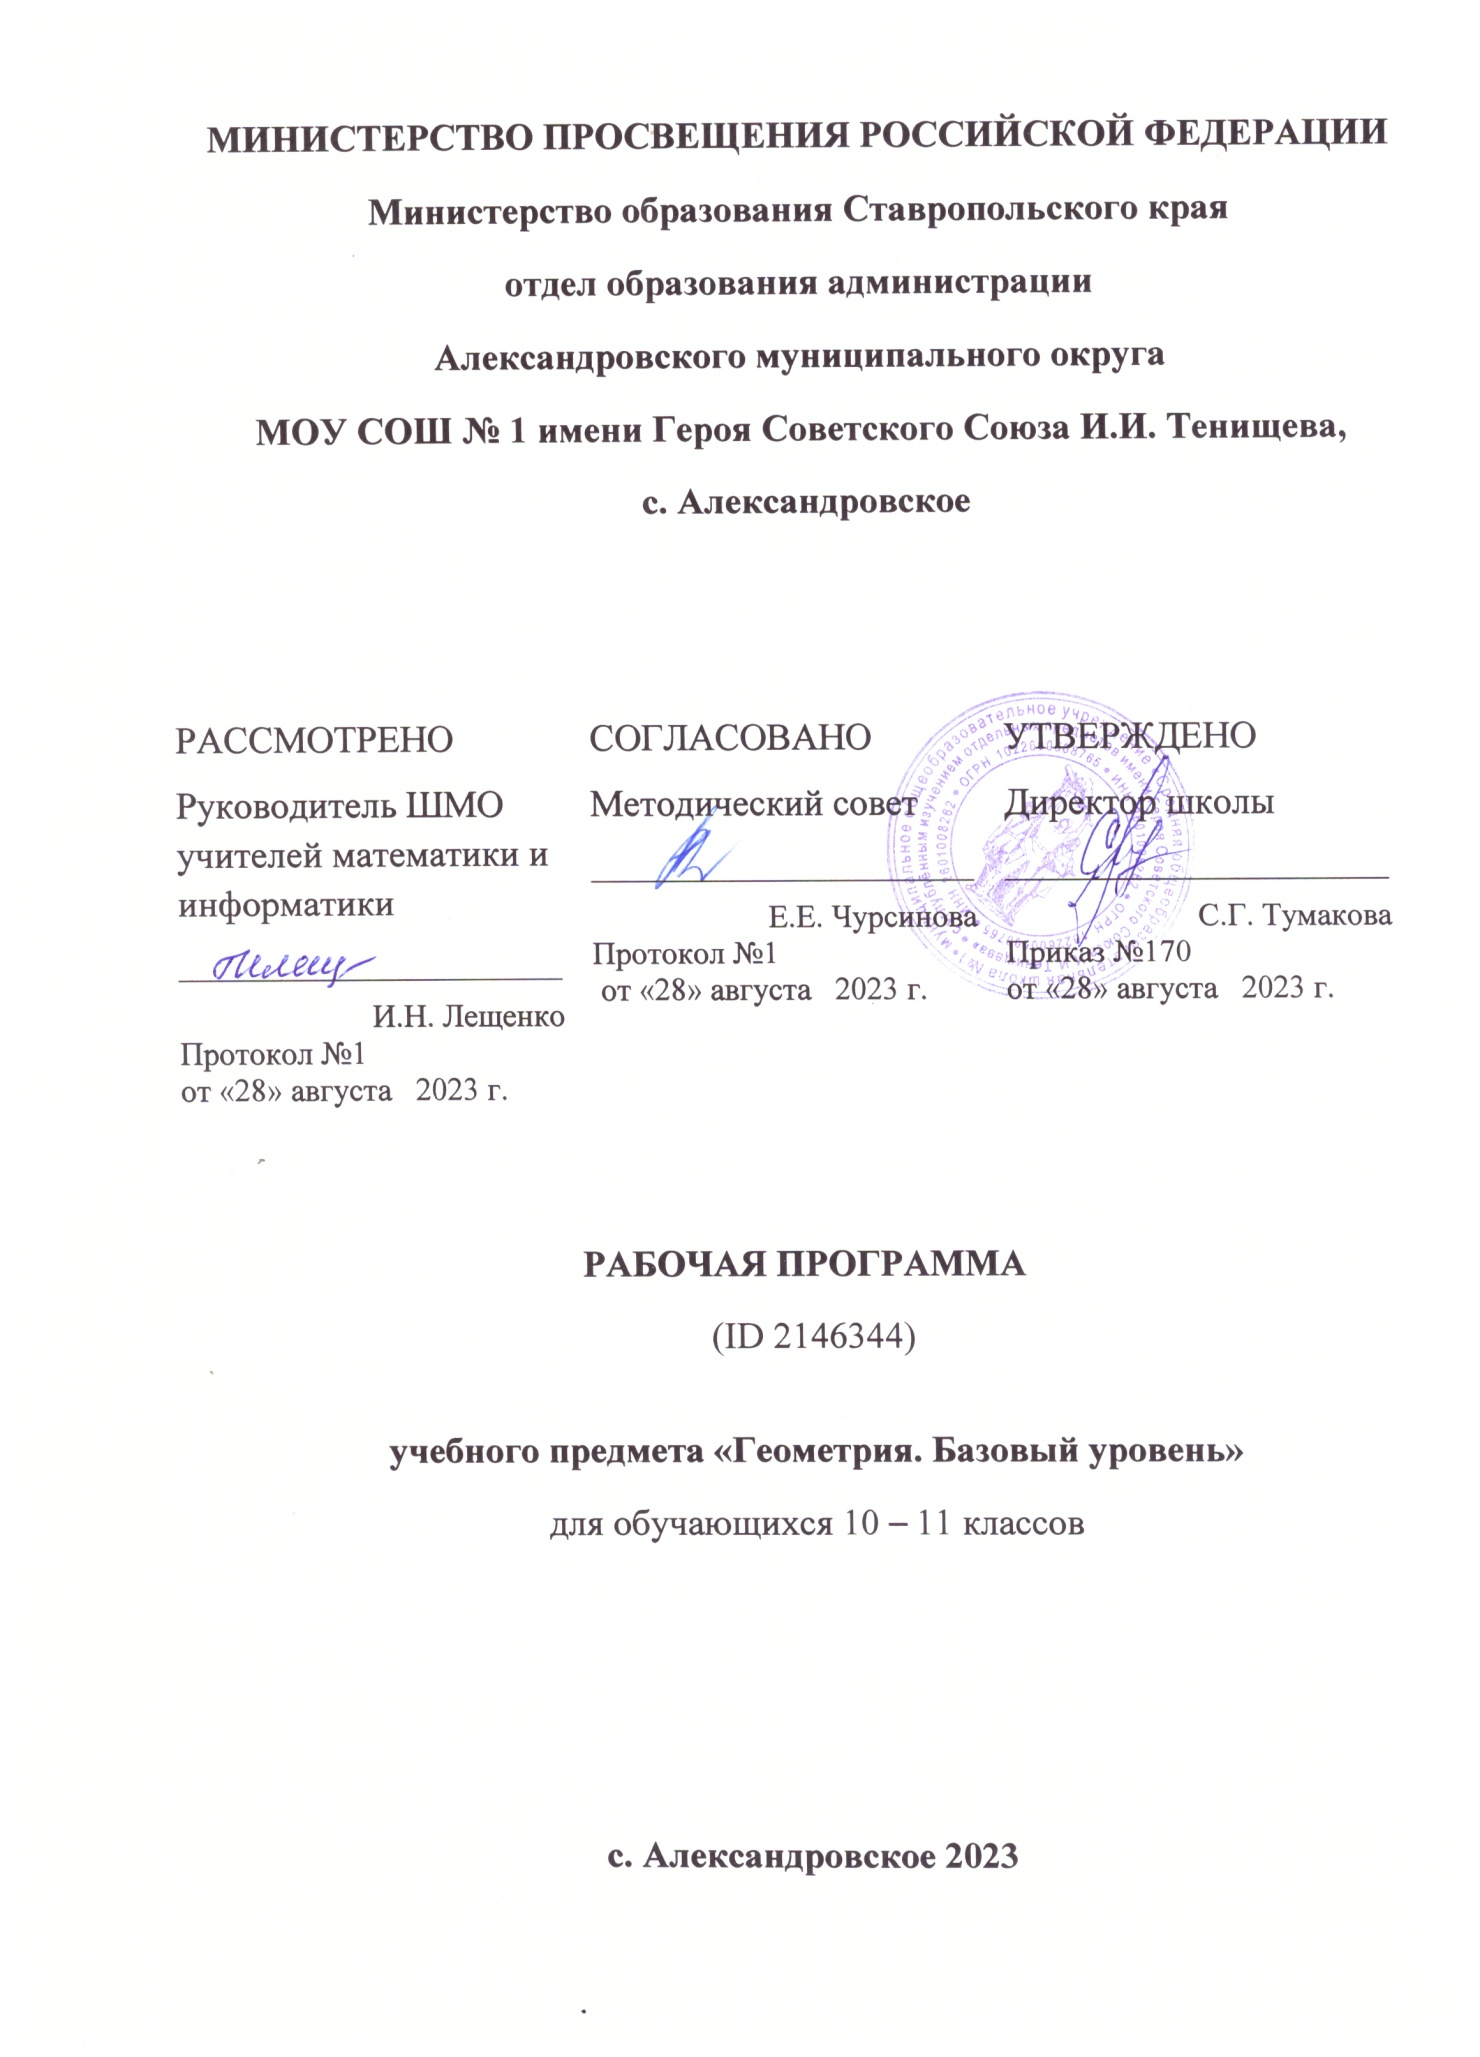 МИНИСТЕРСТВО ПРОСВЕЩЕНИЯ РОССИЙСКОЙ ФЕДЕРАЦИИ
Министерство образования Ставропольского края
отдел образования администрации
Александровского муниципального округа
МОУ СОШ № 1 имени Героя Советского Союза И.И. Тенищева,
с. Александровское
РАССМОТРЕНО
Руководитель ШМО
учителей математики и
информатики
И.Н. Лещенко
Протокол №1
от «28» августа 2023 г.
СОГЛАСОВАНО
Методический совет
Е.Е. Чурсинова
Протокол №1
от «28» августа 2023 г.
УТВЕРЖДЕНО
Директор школы
С.Г. Тумакова
Приказ №170
от «28» августа 2023 г.
РАБОЧАЯ ПРОГРАММА
(ID 2146344)
учебного предмета «Геометрия. Базовый уровень»
для обучающихся 10 – 11 классов
с. Александровское 2023